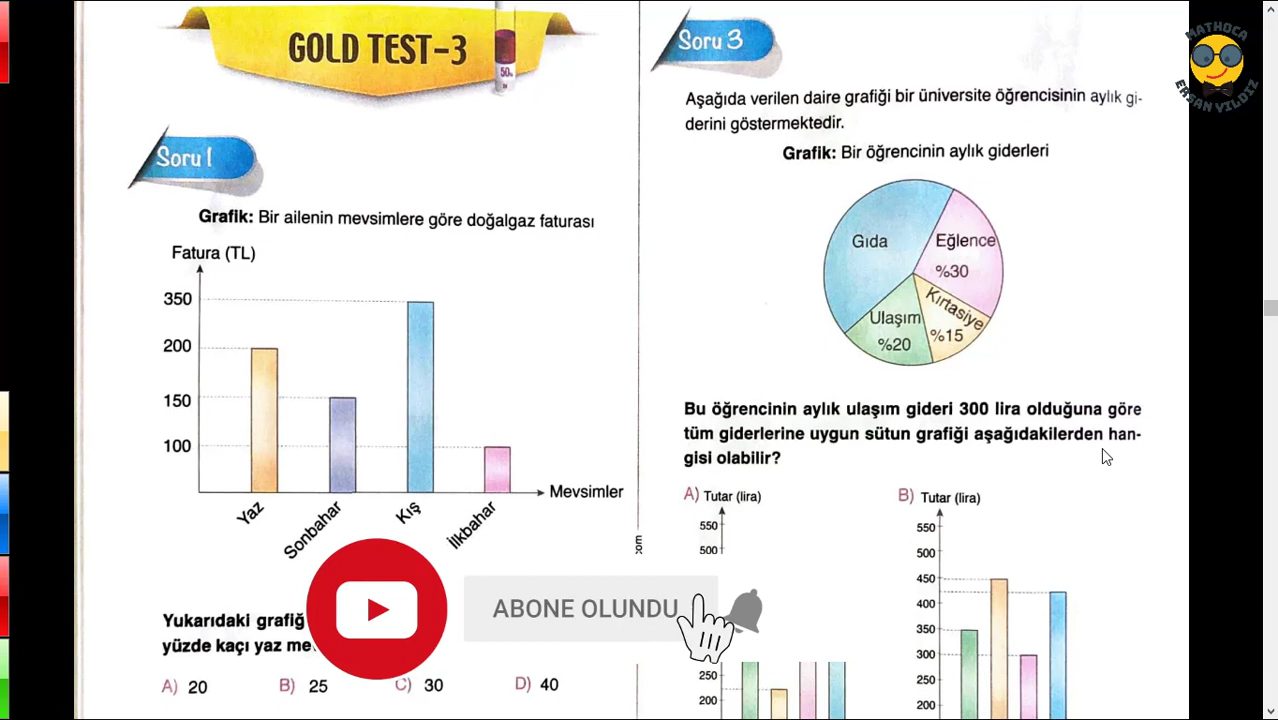 GOLD TEST-3
50
Soru 1
Grafik: Bir ailenin mevsimlere göre doğalgaz faturası
Fatura (TL)
350
200
150
100
Mevsimler
Yaz
Sonbahar
Kış
İlkbahar
Yukarıdaki grafiğ
yüzde kaçı yaz me
A) 20
B) 25
C) 30
D) 40
ABONE OLUNDU
com
Soru 3
Aşağıda verilen daire grafiği bir üniversite öğrencisinin aylık gi-
derini göstermektedir.
Grafik: Bir öğrencinin aylık giderleri
Gıda
Eğlence
%30
Kırtasiye
%15
Ulaşım
%20
Bu öğrencinin aylık ulaşım gideri 300 lira olduğuna göre
tüm giderlerine uygun sütun grafiği aşağıdakilerden han-
gisi olabilir?
A) Tutar (lira)
550
500
250
200
B) Tutar (lira)
550
500
450
400
350
300
250
200
MATHOCA
ERSAN YILDIZ